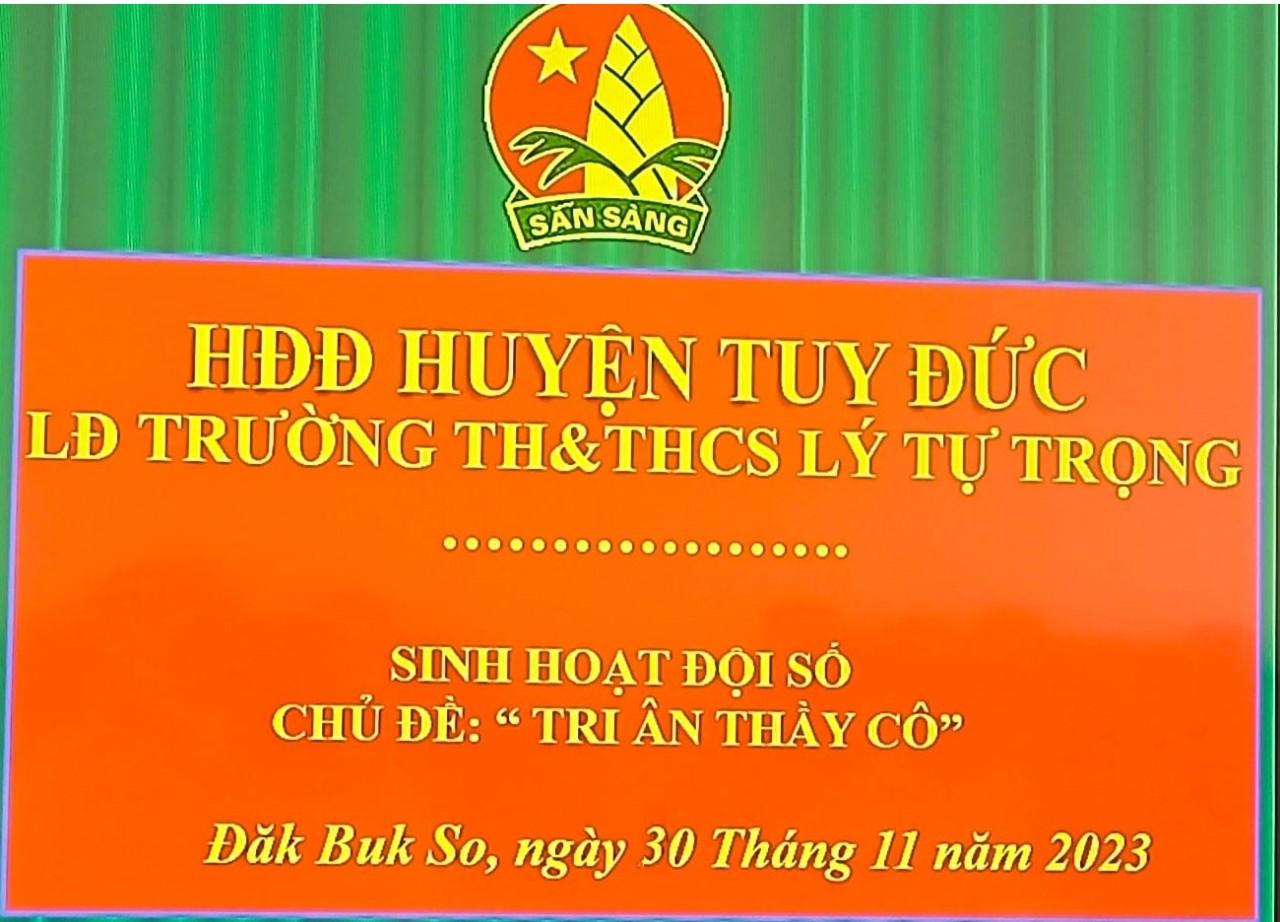 SẴN SÀNG
HĐĐ HUYỆN TUY ĐỨC
LĐ TRƯỜNG TH&THCS LÝ TỰ TRỌNG
...................
SINH HOẠT ĐỘI SỐ
CHỦ ĐỀ: “ TRI ÂN THẦY CÔ”
Đăk Buk So, ngày 30 Tháng 11 năm 2023